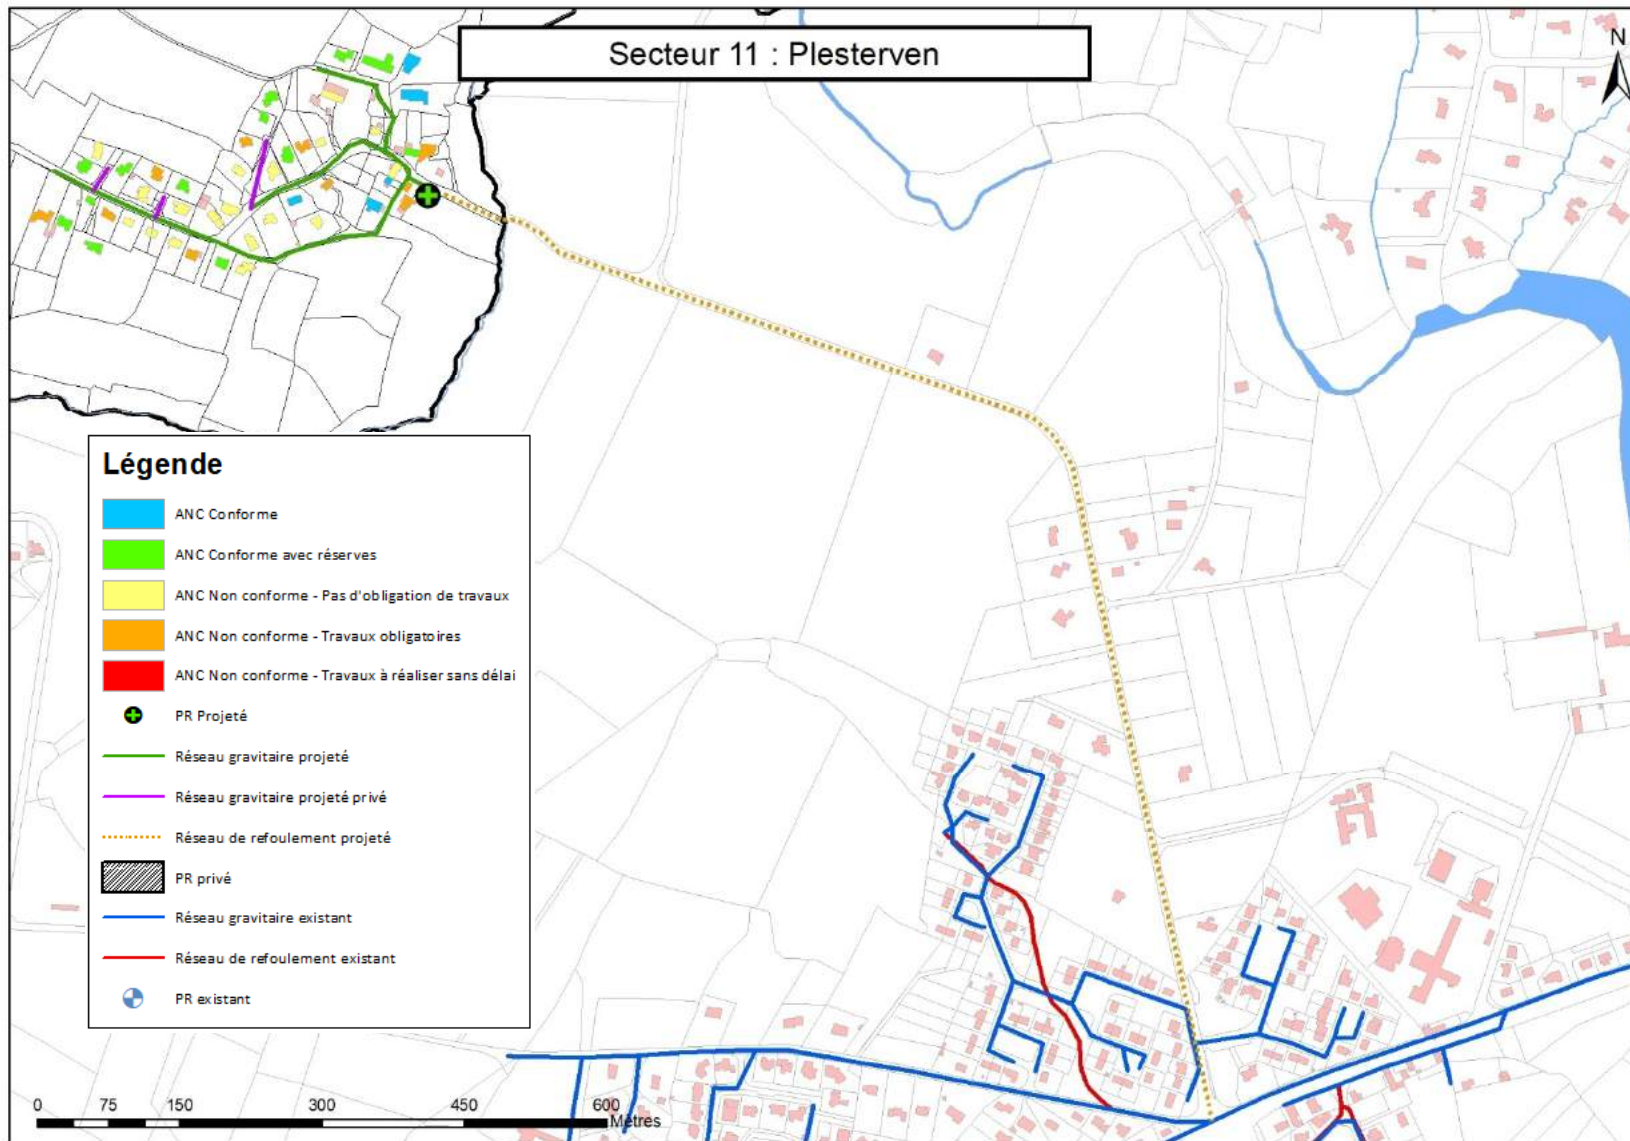 Secteur 11 : Plesterven
N
Légende
ANC Conforme
ANC Conforme avec réserves
ANC Non conforme - Pas d'obligation de travaux
ANC Non conforme - Travaux obligatoires
ANC Non conforme - Travaux à réaliser sans délai
PR Projeté
Réseau gravitaire projeté
Réseau gravitaire projeté privé
Réseau de refoulement projeté
PR privé
Réseau gravitaire existant
Réseau de refoulement existant
PR existant
0 75 150 300 450 600
Mètres